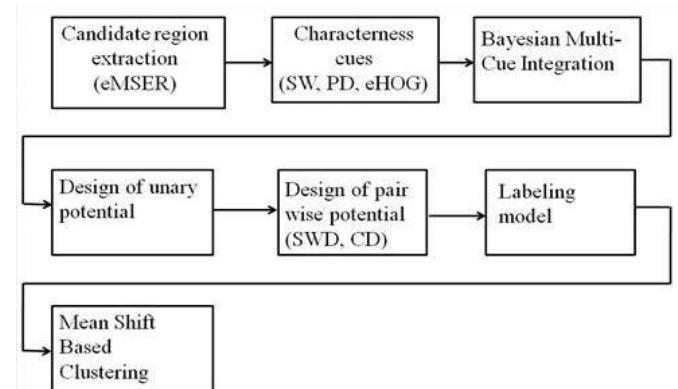 Candidate region
extraction
(eMSER)
Characterness
cues
(SW, PD, eHOG)
Bayesian Multi-
Cue Integration
Design of unary
potential
Design of pair
wise potential
(SWD, CD)
Labeling
model
Mean Shift
Based
Clustering